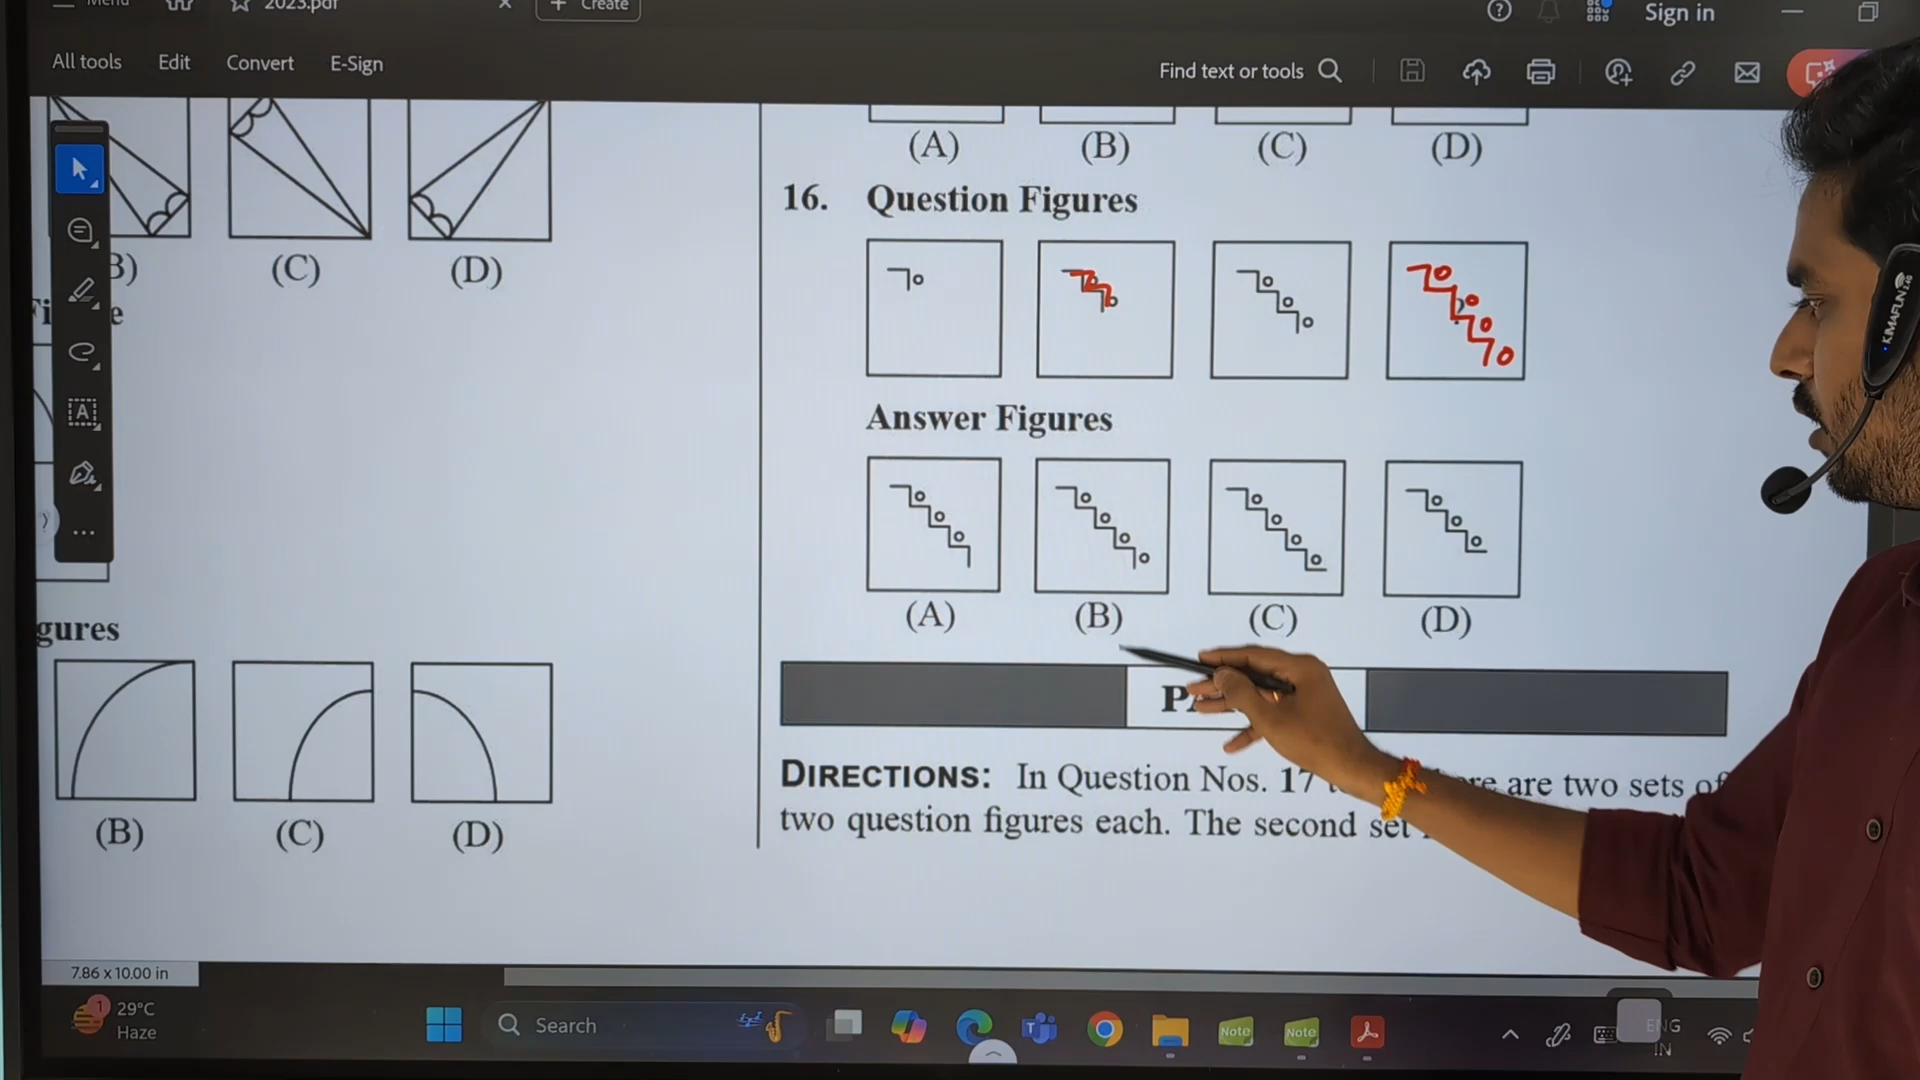 Menu
2023.pdf
Create
Sign in
All tools
Edit
Convert
E-Sign
Find text or tools
(A)
(B)
(C)
(D)
16. Question Figures
(C)
(D)
Answer Figures
(A)
(B)
(C)
(D)
gures
DIRECTIONS: In Question Nos. 17
are two sets of
two question figures each. The second set
(B)
(C)
(D)
7.86 x 10.00 in
1
29°C
Haze
Search
Note
Note
ENG
IN
KIMAFUN